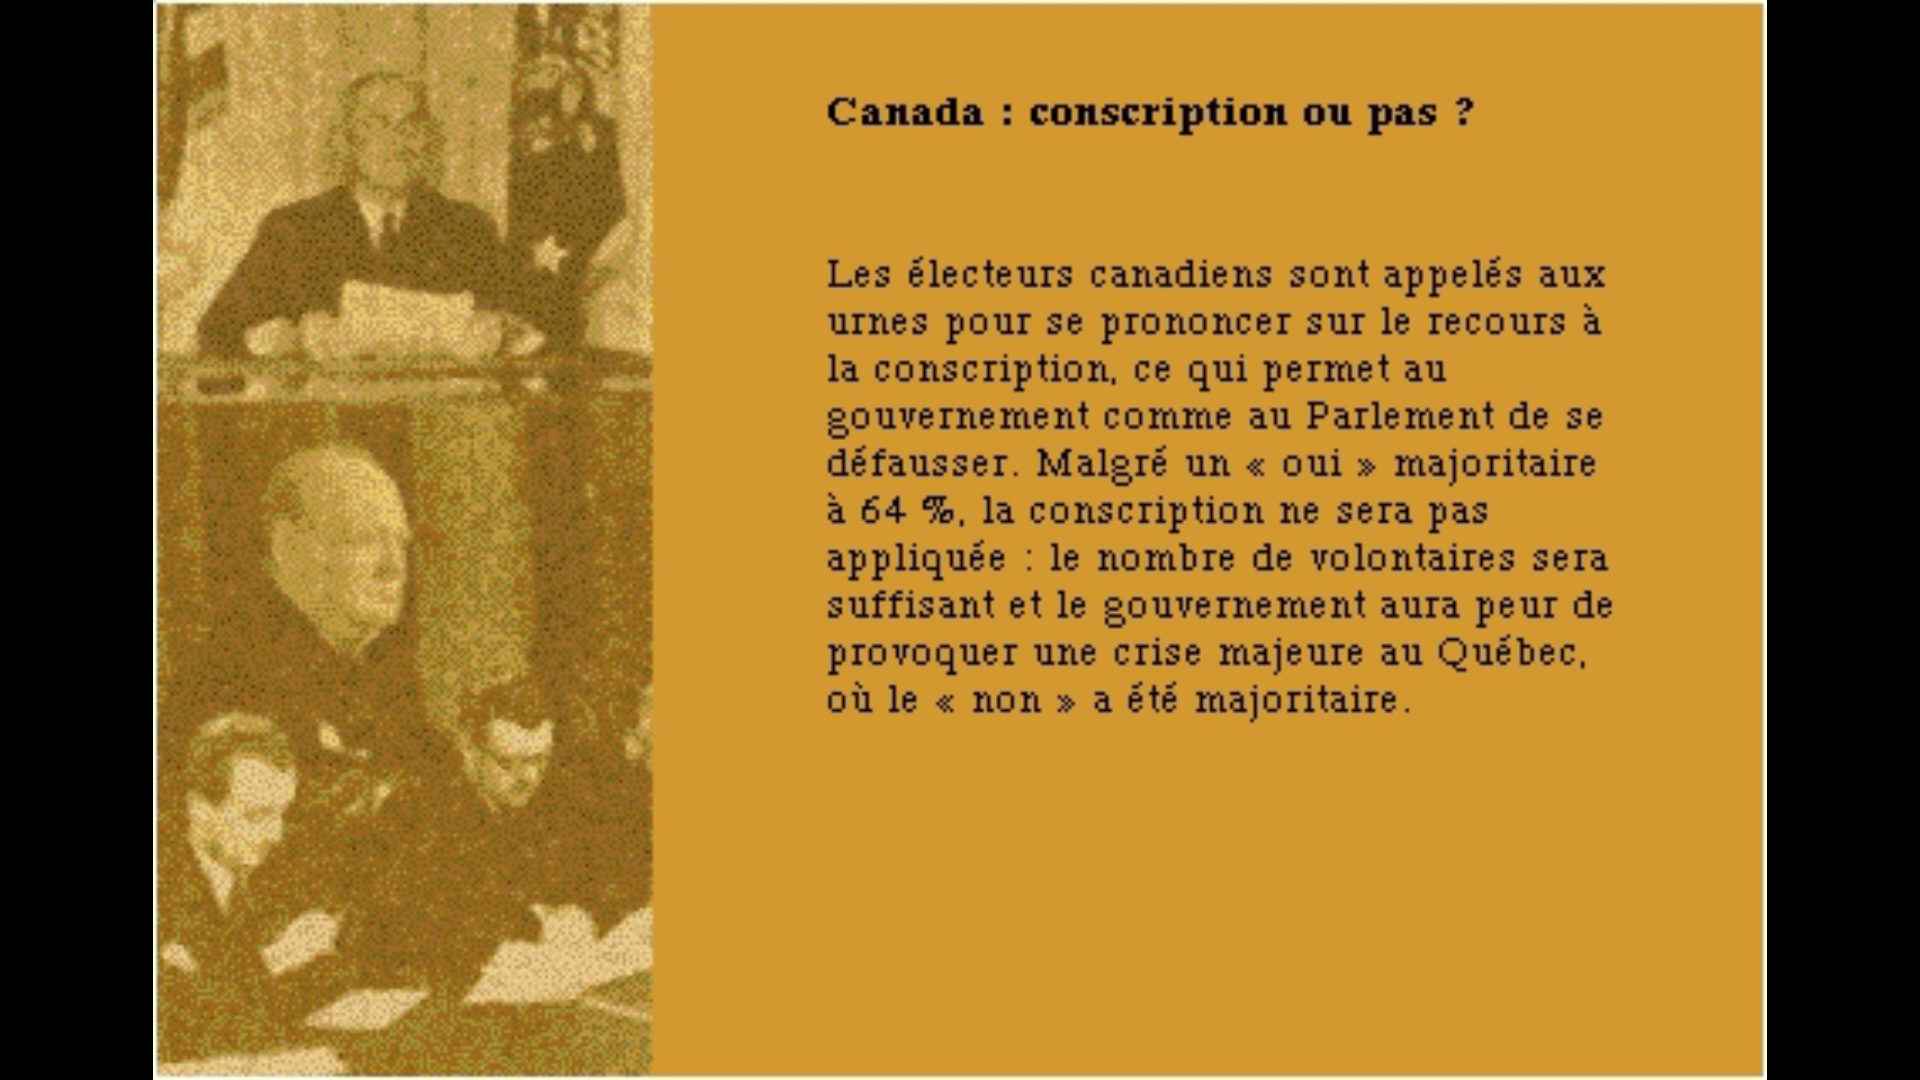 Canada : conscription ou pas ?
Les électeurs canadiens sont appelés aux
urnes pour se prononcer sur le recours à
la conscription, ce qui permet au
gouvernement comme au Parlement de se
défausser. Malgré un « oui » majoritaire
à 64 %, la conscription ne sera pas
appliquée : le nombre de volontaires sera
suffisant et le gouvernement aura peur de
provoquer une crise majeure au Québec,
où le « non » a été majoritaire.